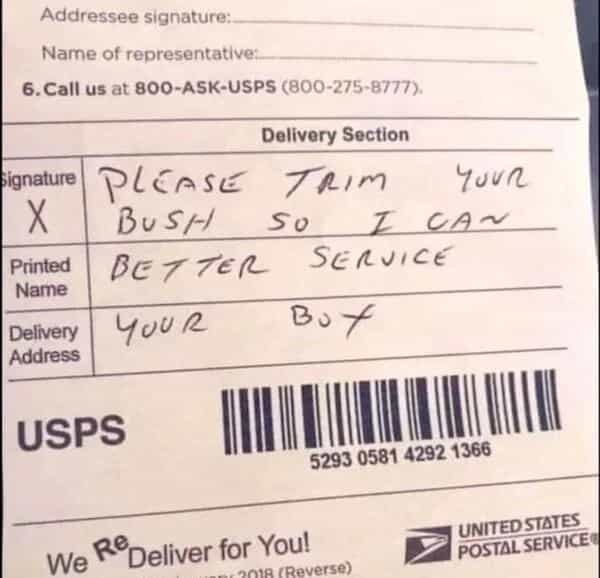 Addressee signature:
Name of representative:
6. Call us at 800-ASK-USPS (800-275-8777).
Delivery Section
Signature
X
PLEASE TRIM YOUR
BUSH SO I CAN
Printed
Name
BETTER SERVICE
Delivery
Address
YOUR BOX
USPS
5293 0581 4292 1366
We ReDeliver for You!
UNITED STATES
POSTAL SERVICE®
2018 (Reverse)